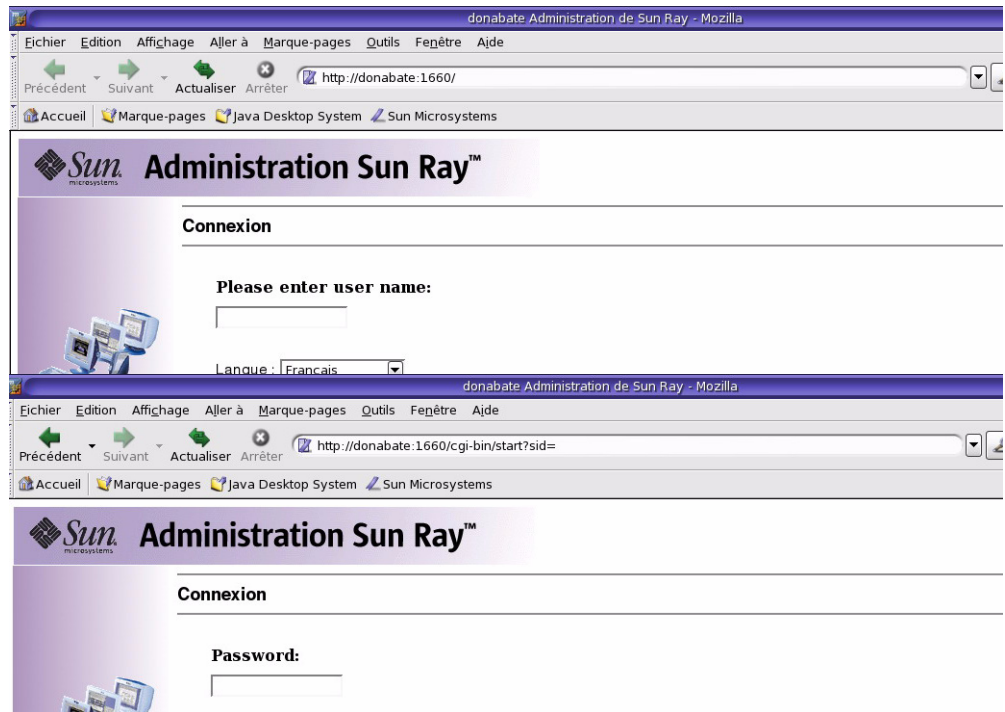 donabate Administration de Sun Ray - Mozilla
Fichier Edition Affichage Aller à Marque-pages Outils Fenêtre Aide
Précédent Suivant Actualiser Arrêter http://donabate:1660/
Accueil Marque-pages Java Desktop System Sun Microsystems
Sun microsystems Administration Sun Ray™
Connexion
Please enter user name:
Langue : Français
donabate Administration de Sun Ray - Mozilla
Fichier Edition Affichage Aller à Marque-pages Outils Fenêtre Aide
Précédent Suivant Actualiser Arrêter http://donabate:1660/cgi-bin/start?sid=
Accueil Marque-pages Java Desktop System Sun Microsystems
Sun microsystems Administration Sun Ray™
Connexion
Password: